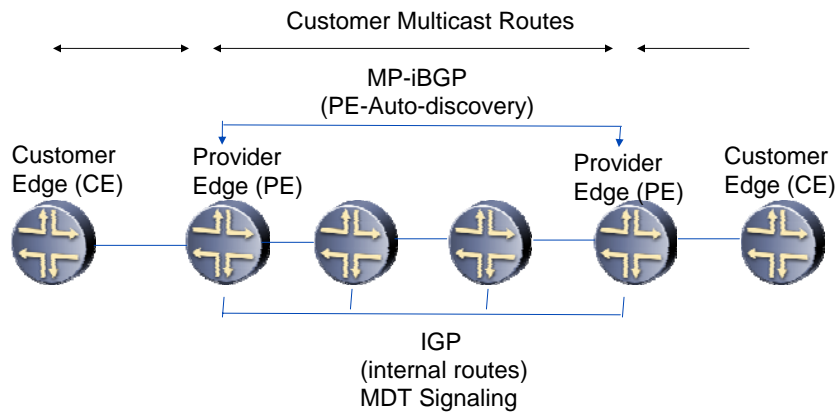 Customer Multicast Routes
MP-iBGP
(PE-Auto-discovery)
Customer
Edge (CE)
Provider
Edge (PE)
Provider
Edge (PE)
Customer
Edge (CE)
IGP
(internal routes)
MDT Signaling